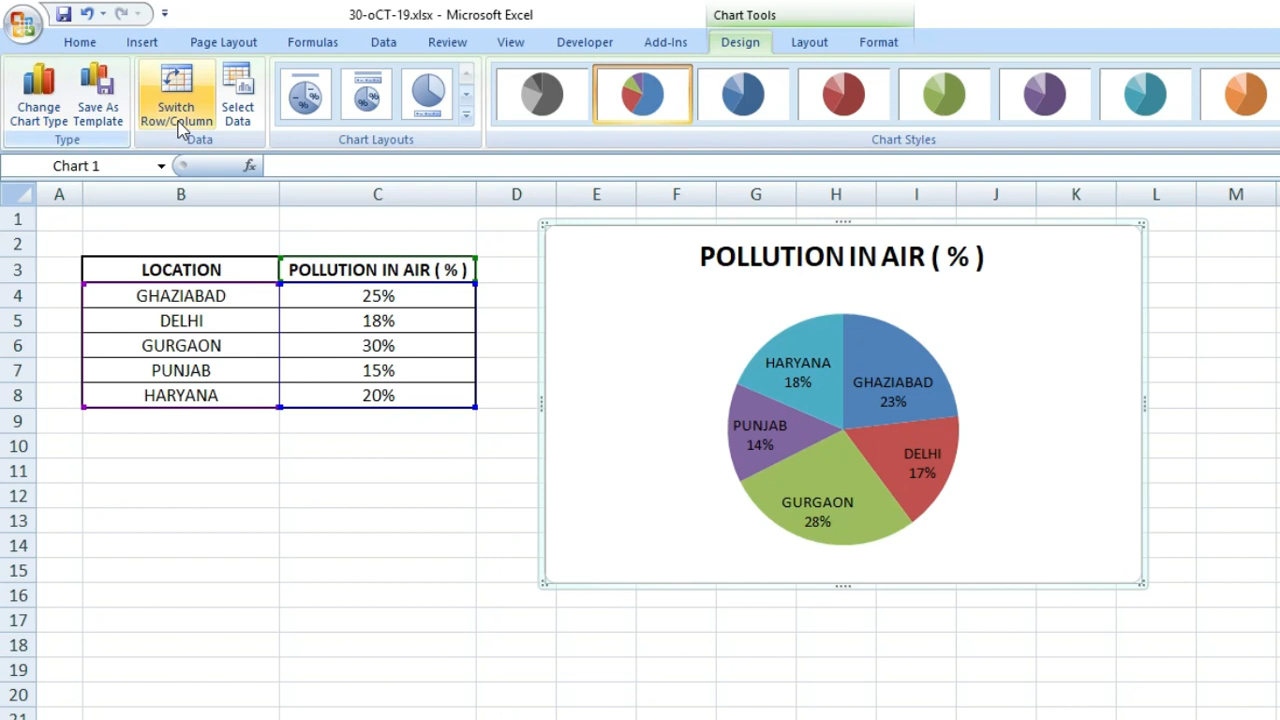 30-oCT-19.xlsx - Microsoft Excel
Chart Tools
Home Insert Page Layout Formulas Data Review View Developer Add-Ins Design Layout Format
Change
Chart Type
Save As
Template
Switch
Row/Column
Select
Data
Type
Data
Chart Layouts
Chart Styles
Chart 1
fx
A B C D E F G H I J K L M
1
2
3 LOCATION POLLUTION IN AIR ( % )
4 GHAZIABAD 25%
5 DELHI 18%
6 GURGAON 30%
7 PUNJAB 15%
8 HARYANA 20%
9
10
11
12
13
14
15
16
17
18
19
20
21
POLLUTION IN AIR ( % )
HARYANA
18%
GHAZIABAD
23%
PUNJAB
14%
DELHI
17%
GURGAON
28%